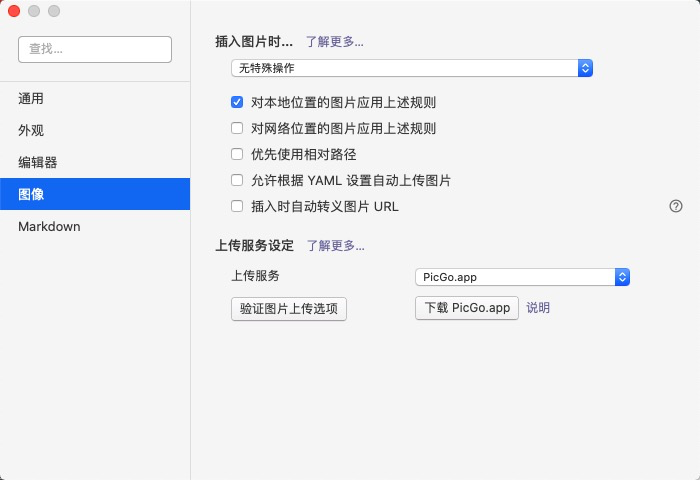 查找...
通用
外观
编辑器
图像
Markdown
插入图片时... 了解更多...
无特殊操作
对本地位置的图片应用上述规则
对网络位置的图片应用上述规则
优先使用相对路径
允许根据 YAML 设置自动上传图片
插入时自动转义图片 URL
?
上传服务设定 了解更多...
上传服务 PicGo.app
验证图片上传选项 下载 PicGo.app 说明